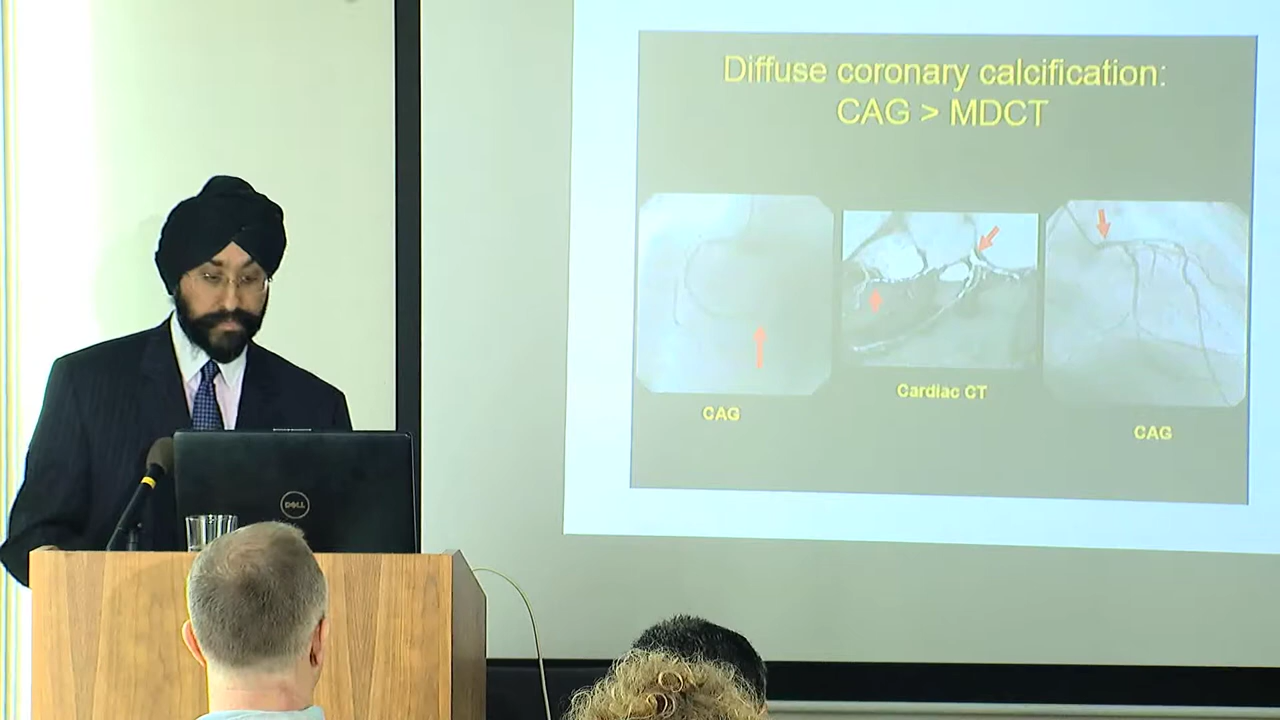 Diffuse coronary calcification:
CAG > MDCT
CAG
Cardiac CT
CAG
DELL